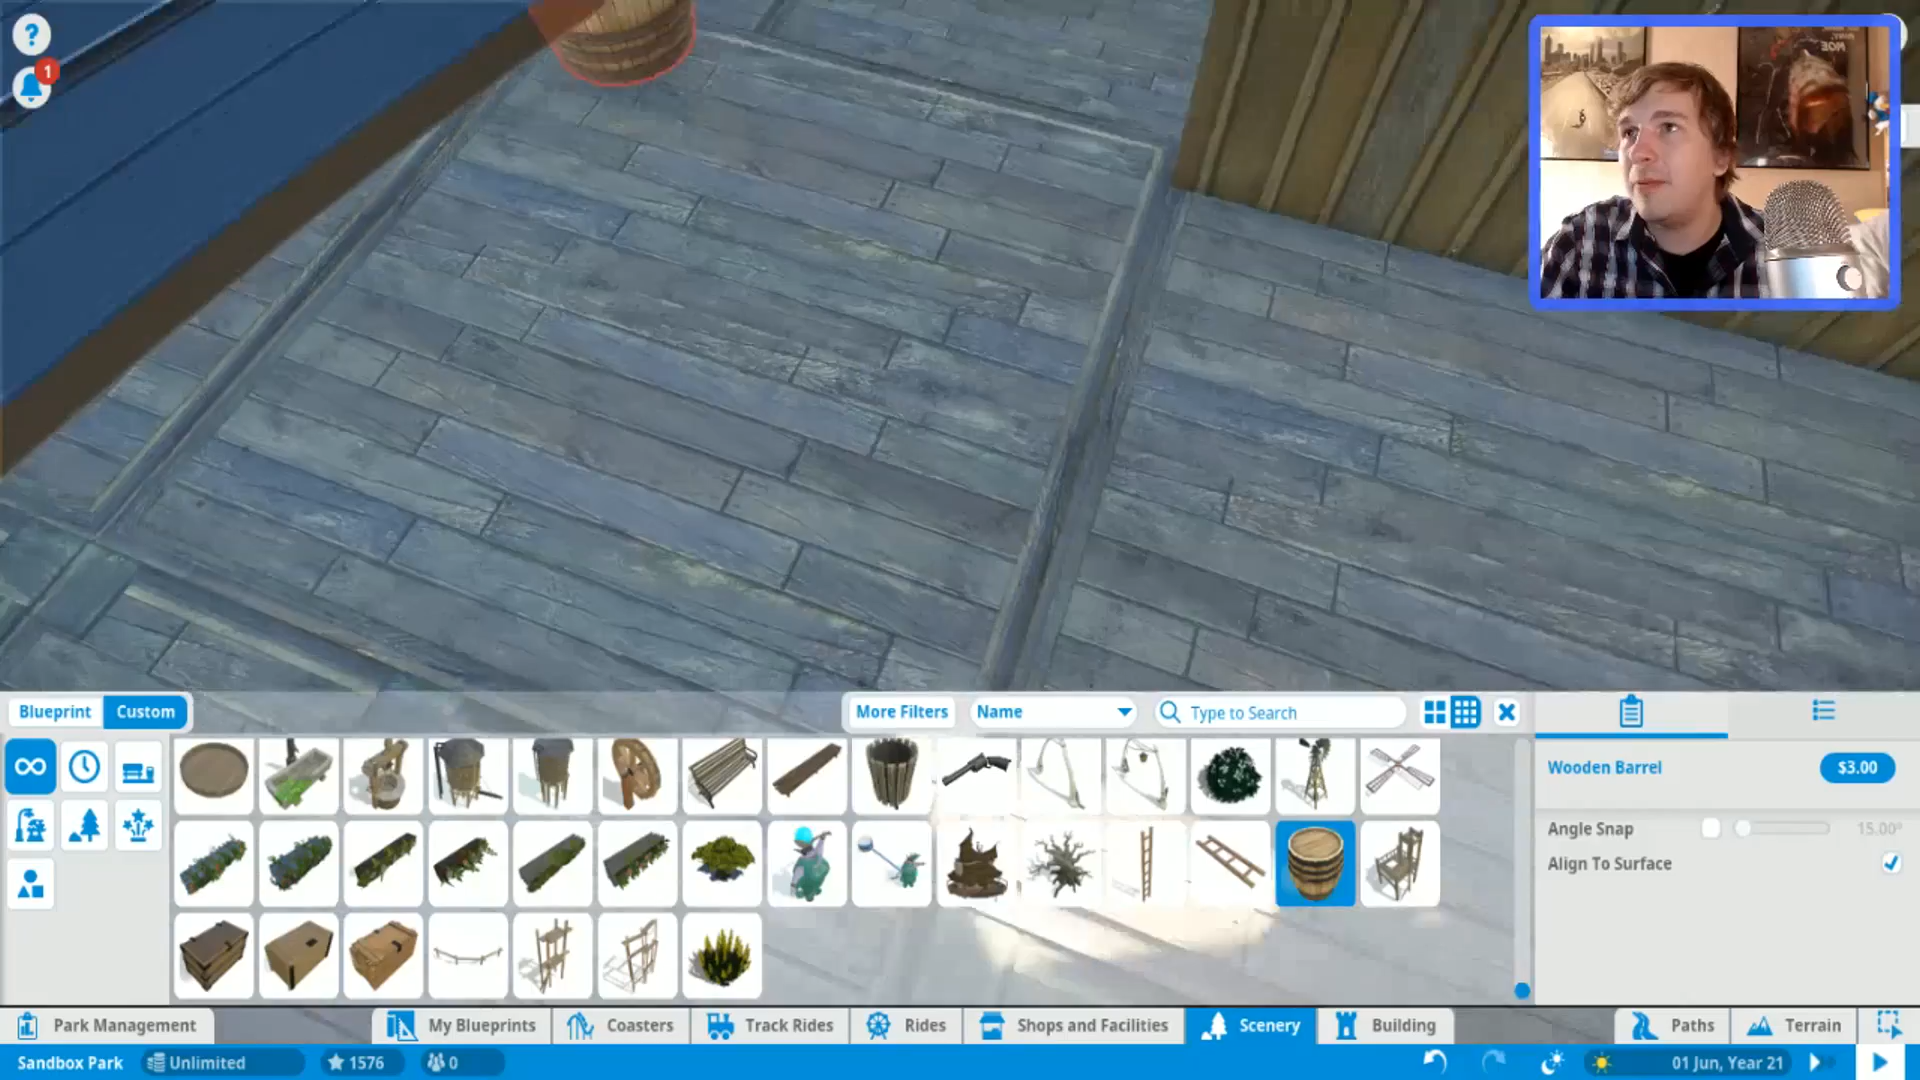 ?
1
Blueprint
Custom
More Filters
Name
Type to Search
Wooden Barrel
$3.00
Angle Snap
15.00°
Align To Surface
Park Management
My Blueprints
Coasters
Track Rides
Rides
Shops and Facilities
Scenery
Building
Paths
Terrain
Sandbox Park
Unlimited
1576
0
01 Jun, Year 21